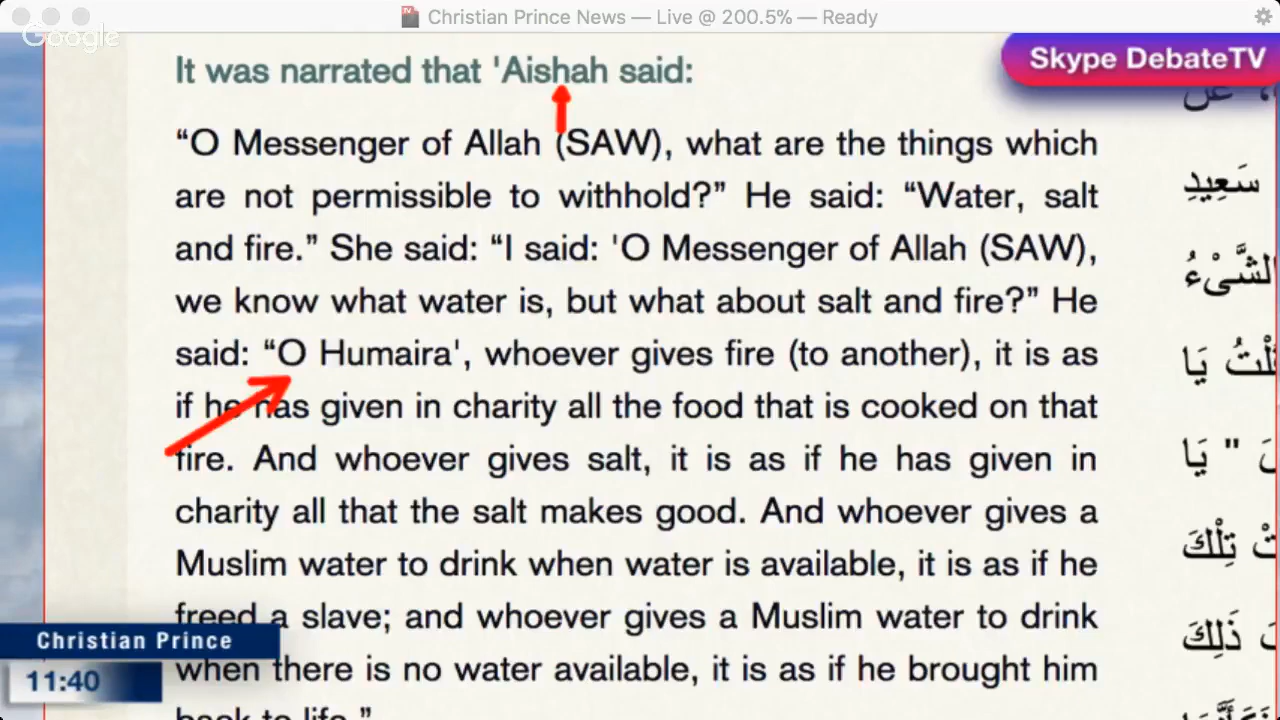 Christian Prince News — Live @ 200.5% — Ready
Google
Skype DebateTV
It was narrated that 'Aishah said:
“O Messenger of Allah (SAW), what are the things which
are not permissible to withhold?” He said: “Water, salt
and fire.” She said: “I said: 'O Messenger of Allah (SAW),
we know what water is, but what about salt and fire?” He
said: “O Humaira', whoever gives fire (to another), it is as
if he has given in charity all the food that is cooked on that
fire. And whoever gives salt, it is as if he has given in
charity all that the salt makes good. And whoever gives a
Muslim water to drink when water is available, it is as if he
freed a slave; and whoever gives a Muslim water to drink
when there is no water available, it is as if he brought him
back to life.”
سَعِيدِ
الشَّىْءُ
يَا
يَا "
تِلْكَ
ذَلِكَ
Christian Prince
11:40